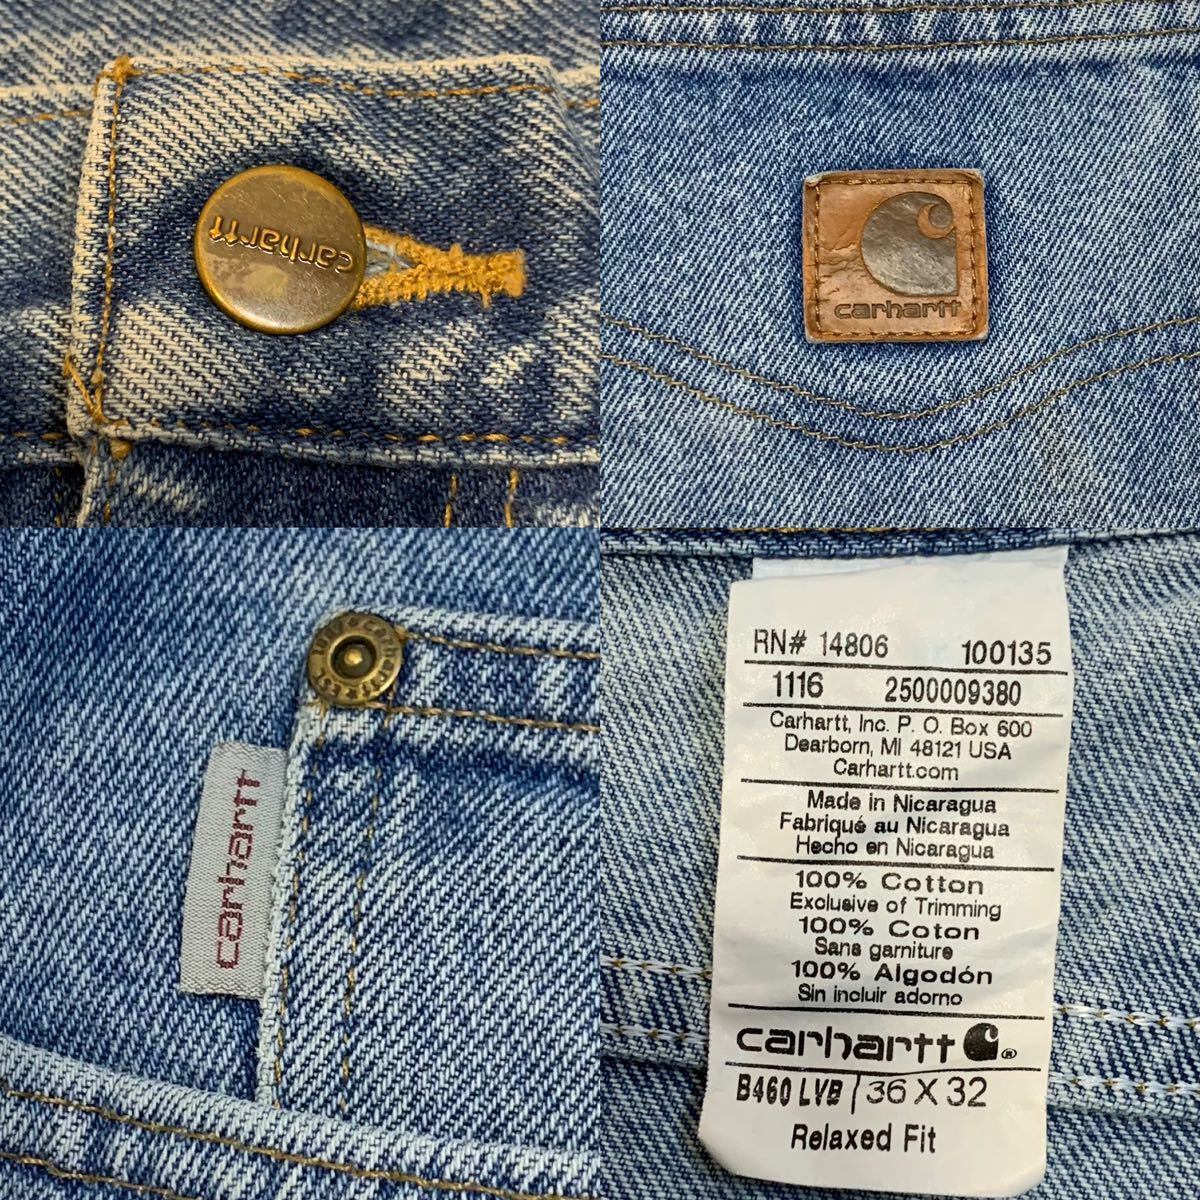 carhartt
carhartt
carhartt
RN# 14806 100135
1116 2500009380
Carhartt, Inc. P. O. Box 600
Dearborn, MI 48121 USA
Carhartt.com
Made in Nicaragua
Fabriqué au Nicaragua
Hecho en Nicaragua
100% Cotton
Exclusive of Trimming
100% Coton
Sans garniture
100% Algodón
Sin incluir adorno
carhartt ®
B460 LVB / 36 X 32
Relaxed Fit